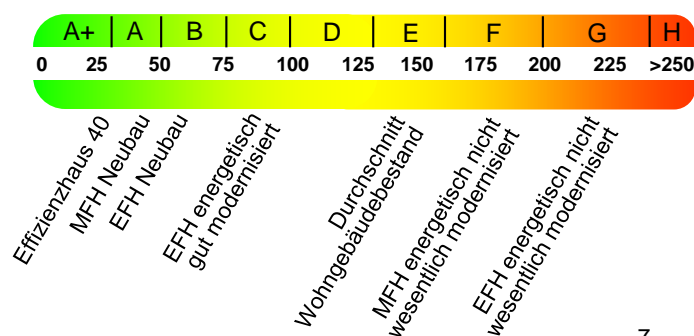 A+ A B C D E F G H
0 25 50 75 100 125 150 175 200 225 >250
Effizienzhaus 40
MFH Neubau
EFH Neubau
EFH energetisch
gut modernisiert
Durchschnitt
Wohngebäudebestand
MFH energetisch nicht
wesentlich modernisiert
EFH energetisch nicht
wesentlich modernisiert